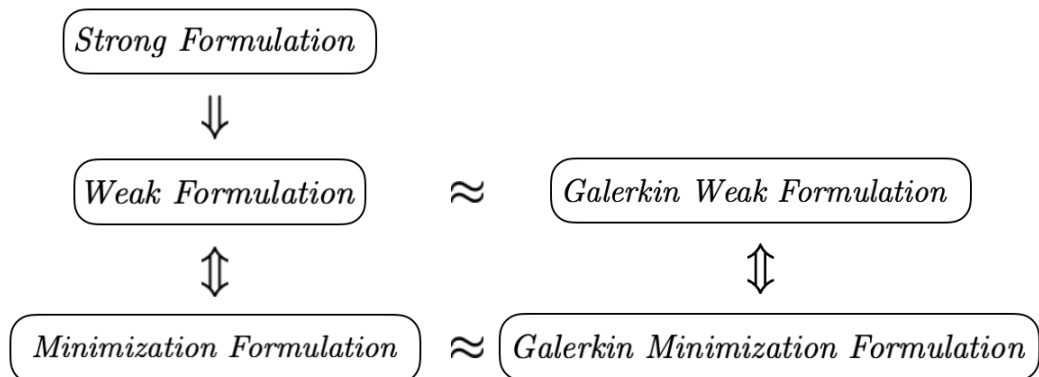 Strong Formulation
⇓
Weak Formulation ≈ Galerkin Weak Formulation
⇕ ⇕
Minimization Formulation ≈ Galerkin Minimization Formulation